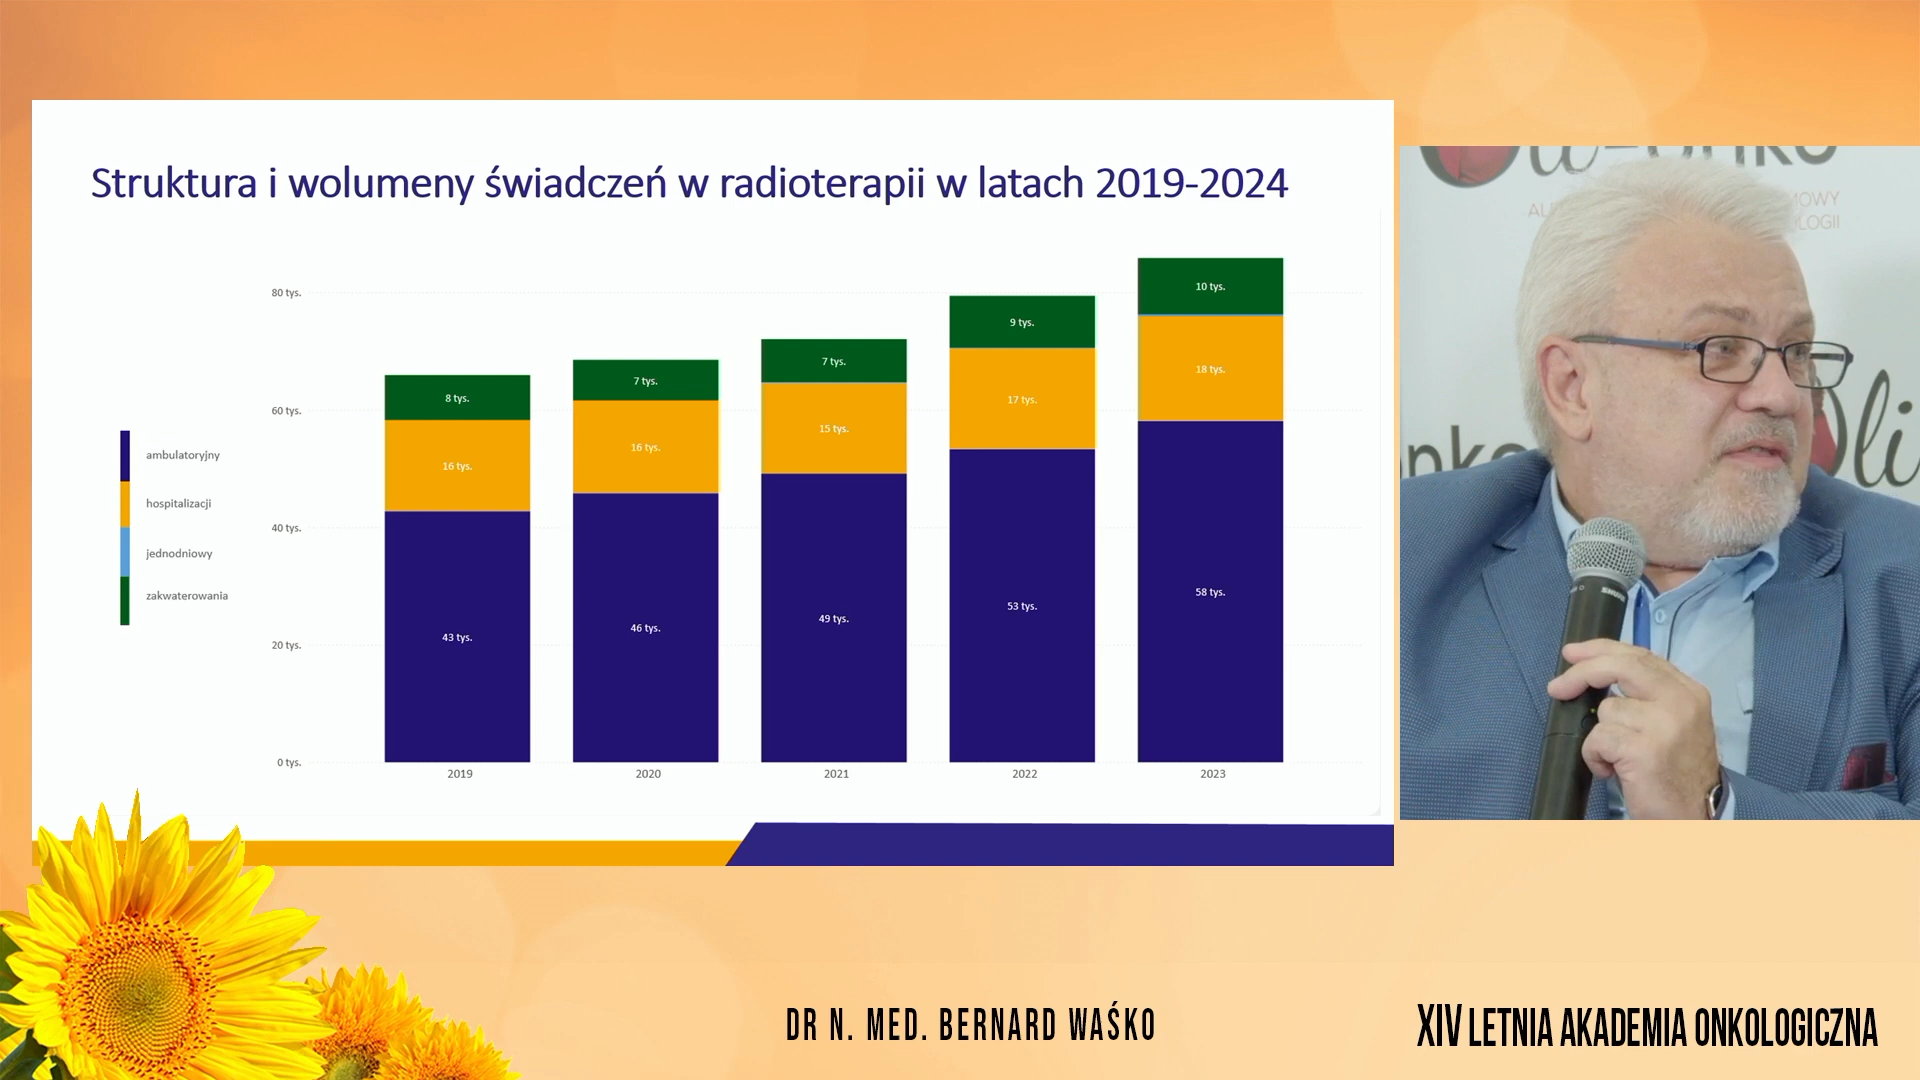 Struktura i wolumeny świadczeń w radioterapii w latach 2019-2024
80 tys.
60 tys.
40 tys.
20 tys.
0 tys.
ambulatoryjny
hospitalizacji
jednodniowy
zakwaterowania
8 tys.
16 tys.
43 tys.
2019
7 tys.
16 tys.
46 tys.
2020
7 tys.
15 tys.
49 tys.
2021
9 tys.
17 tys.
53 tys.
2022
10 tys.
18 tys.
58 tys.
2023
MOWY
LOGII
DR N. MED. BERNARD WAŚKO
XIV LETNIA AKADEMIA ONKOLOGICZNA